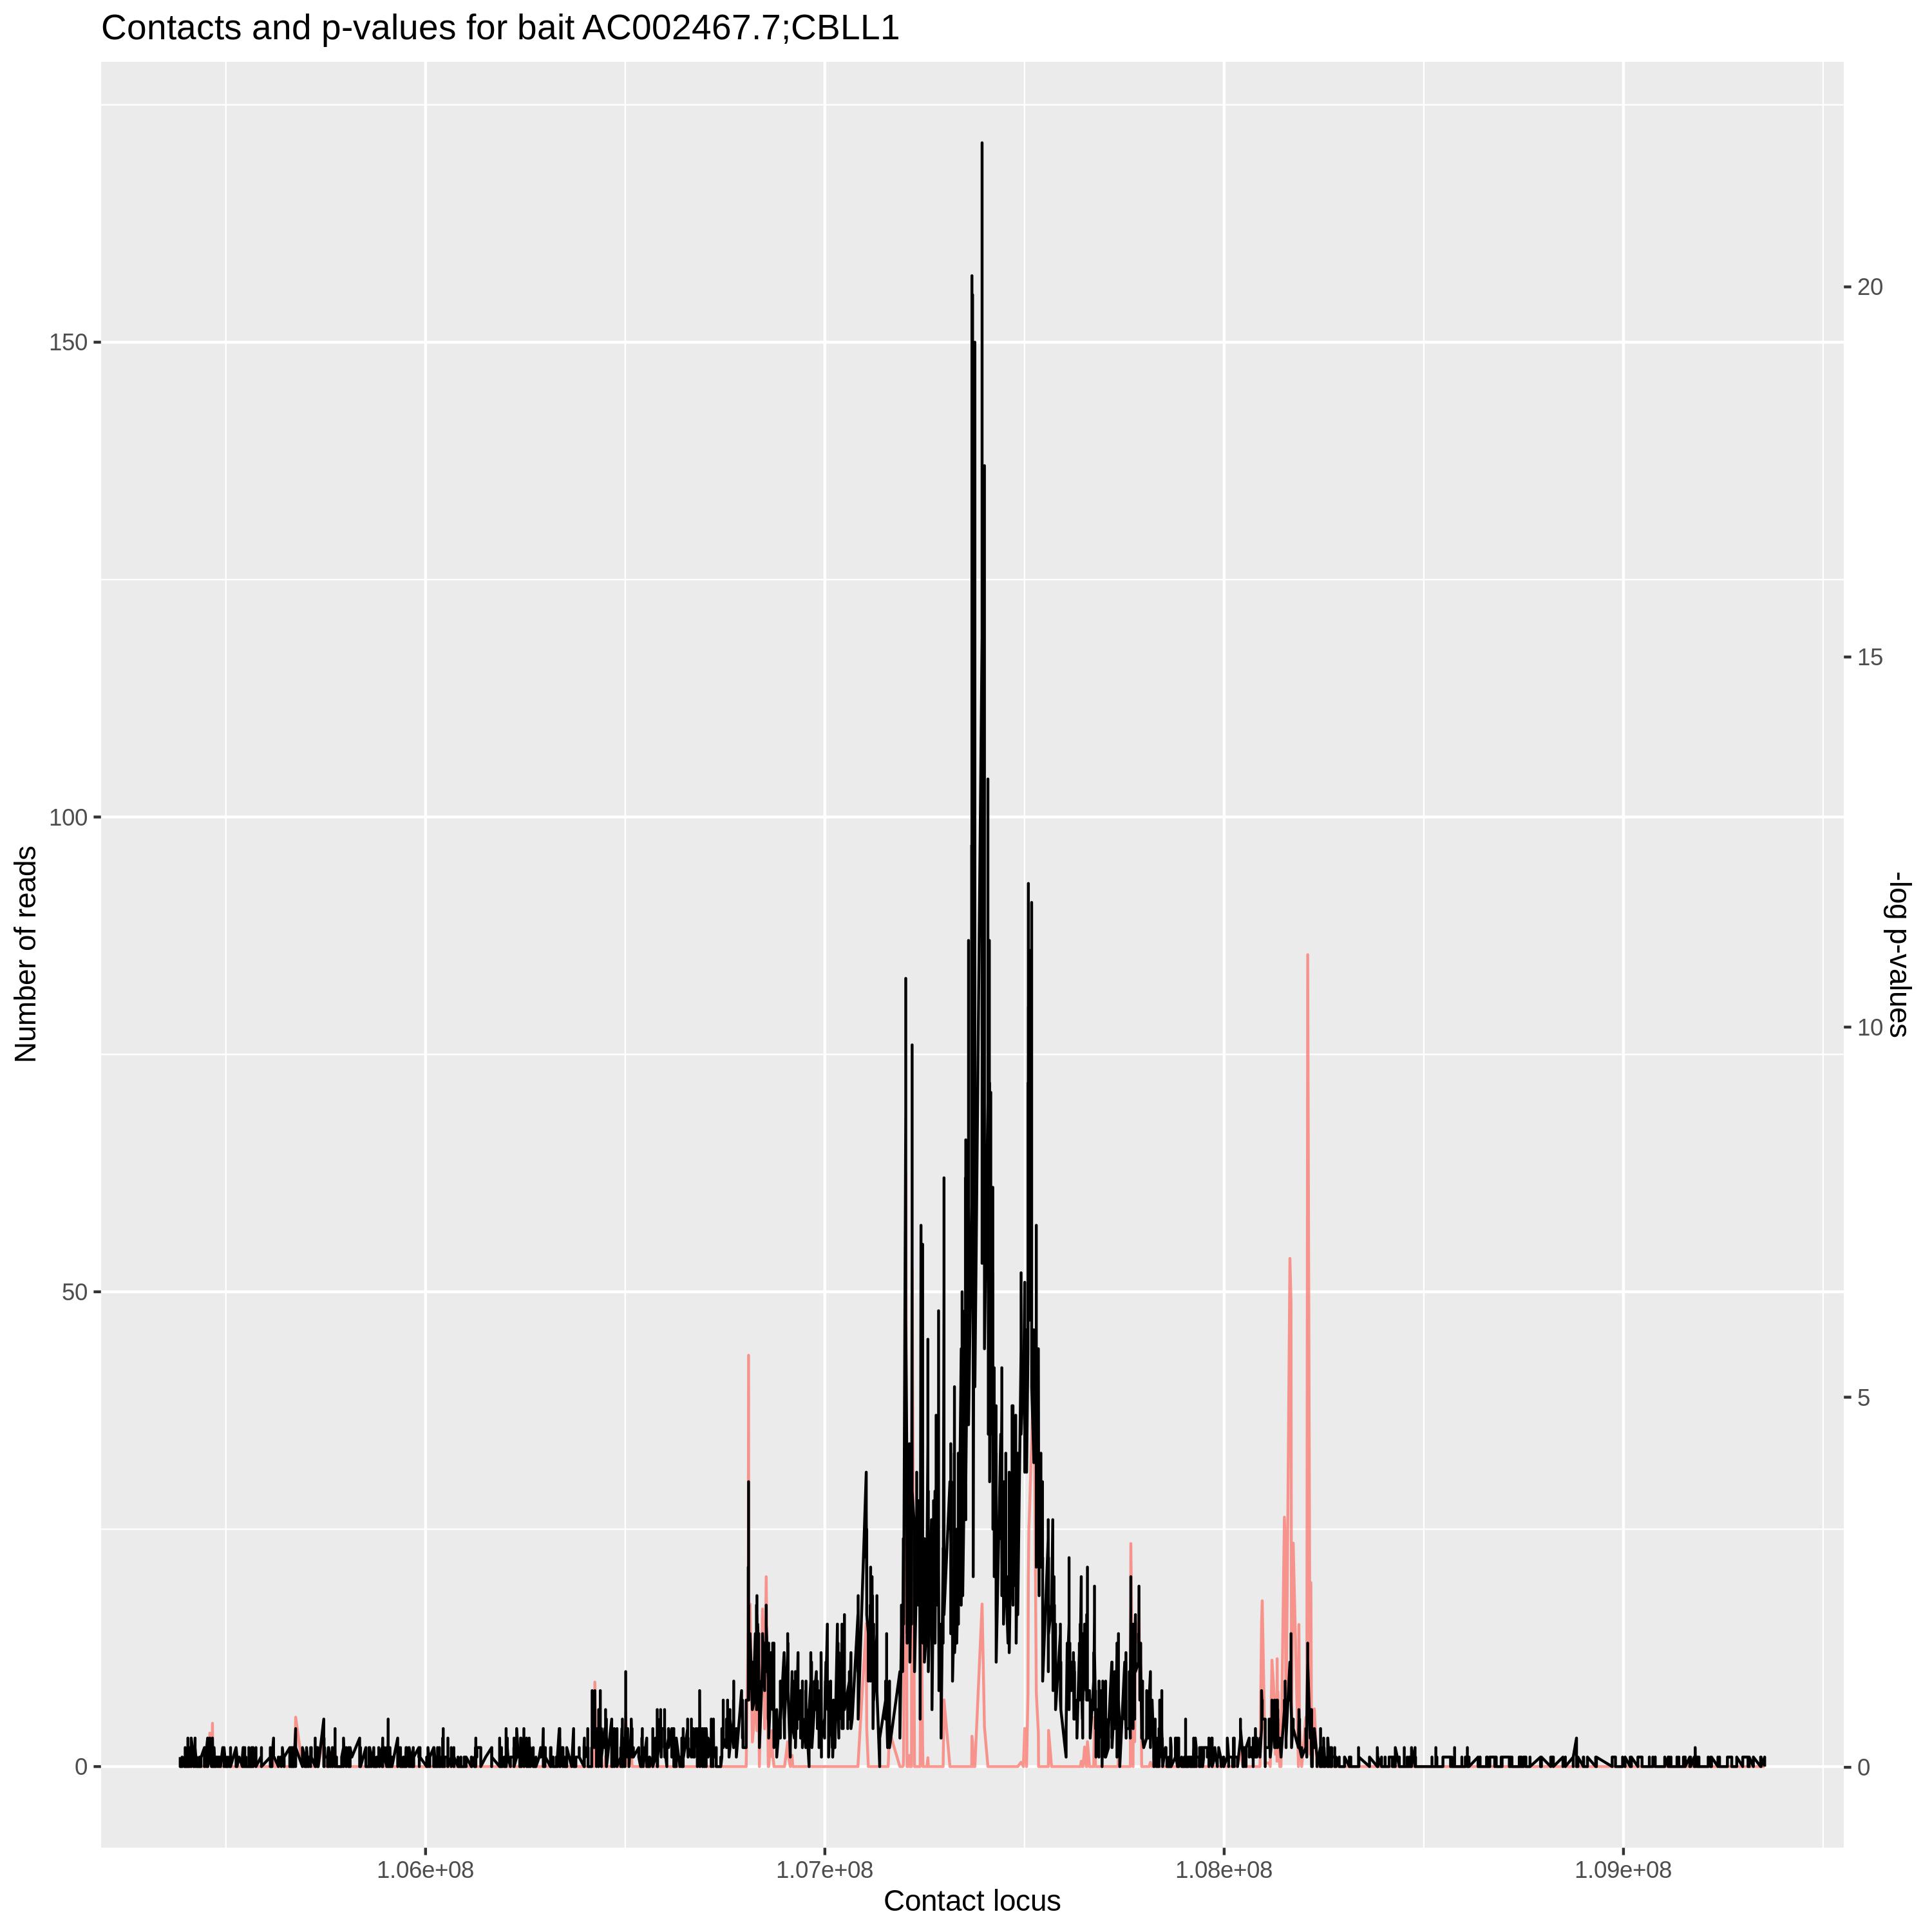 Contacts and p-values for bait AC002467.7;CBLL1
Number of reads
150
100
50
0
20
15
10
5
0
-log p-values
1.06e+08
1.07e+08
1.08e+08
1.09e+08
Contact locus